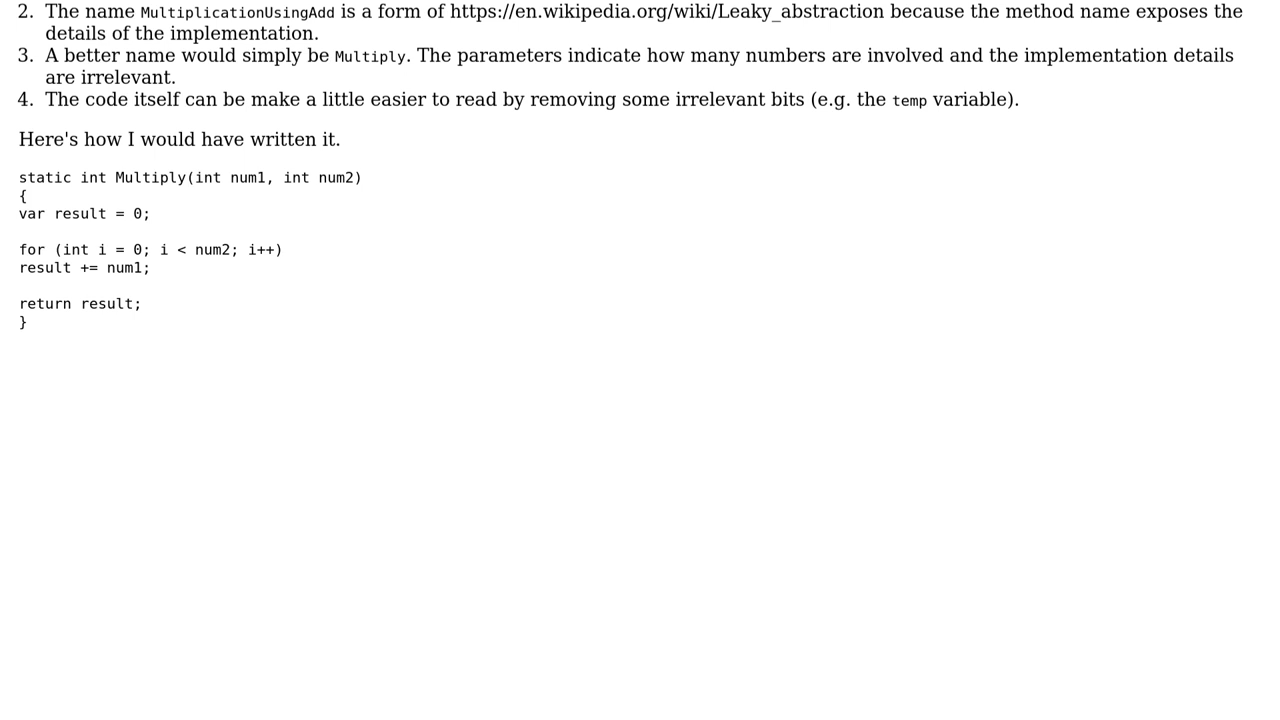 2. The name MultiplicationUsingAdd is a form of https://en.wikipedia.org/wiki/Leaky_abstraction because the method name exposes the
details of the implementation.
3. A better name would simply be Multiply. The parameters indicate how many numbers are involved and the implementation details
are irrelevant.
4. The code itself can be make a little easier to read by removing some irrelevant bits (e.g. the temp variable).
Here's how I would have written it.
static int Multiply(int num1, int num2)
{
var result = 0;
for (int i = 0; i < num2; i++)
result += num1;
return result;
}